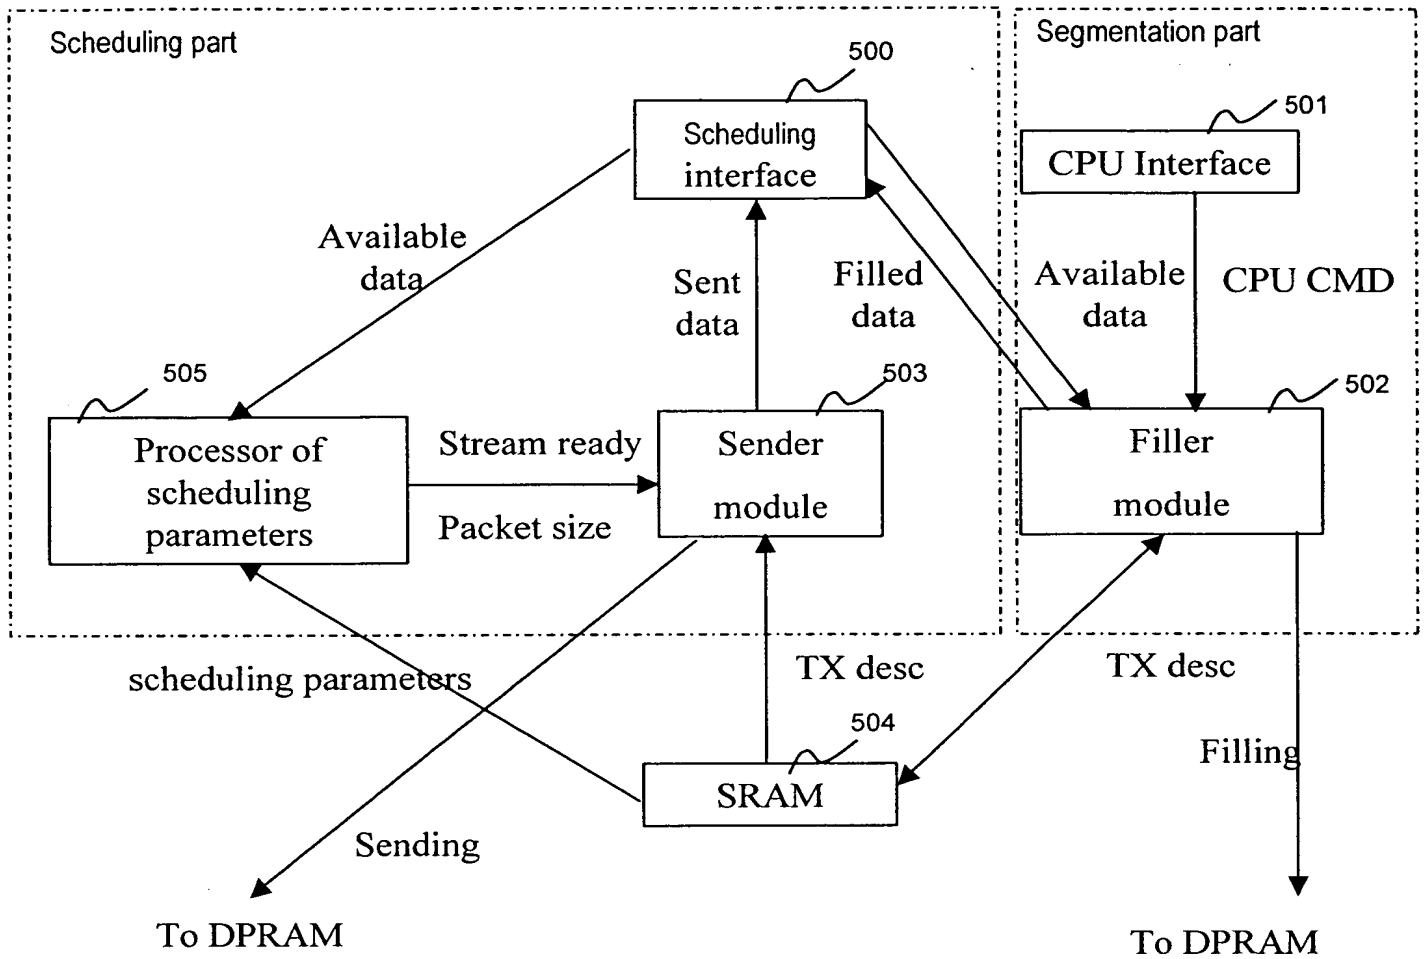 Scheduling part
Segmentation part
500
501
Scheduling
interface
CPU Interface
Available
data
Sent
data
Filled
data
Available
data
CPU CMD
505
503
502
Processor of
scheduling
parameters
Stream ready
Packet size
Sender
module
Filler
module
scheduling parameters
TX desc
TX desc
504
SRAM
Filling
Sending
To DPRAM
To DPRAM